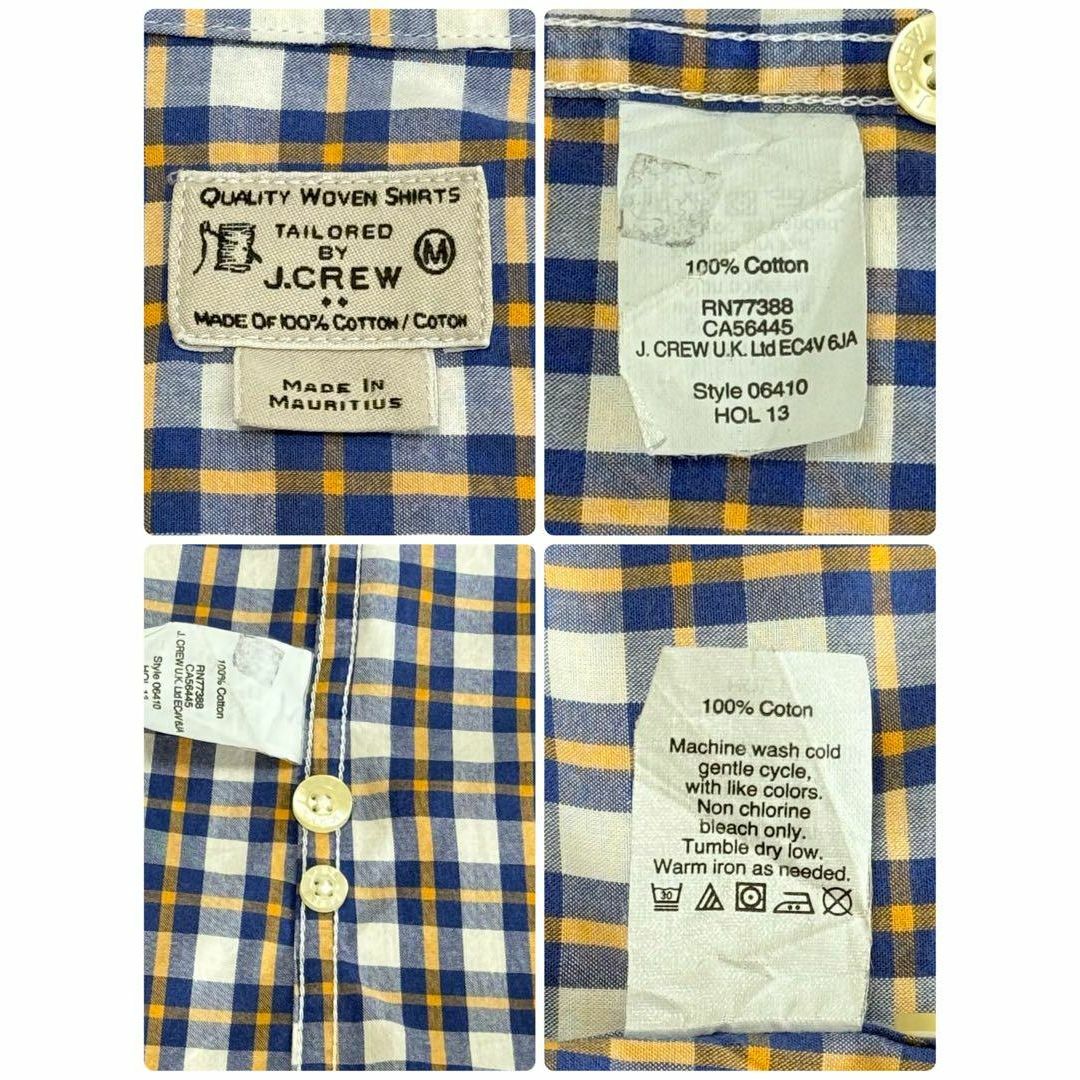 QUALITY WOVEN SHIRTS
TAILORED
BY
M
J.CREW
MADE OF 100% COTTON / COTON
MADE IN
MAURITIUS
J. CREW
100% Cotton
RN77388
CA56445
J. CREW U.K. Ltd EC4V 6JA
Style 06410
HOL 13
100% Cotton
RN77388
CA56445
J. CREW U.K. Ltd EC4V 6JA
Style 06410
100% Coton
Machine wash cold
gentle cycle,
with like colors.
Non chlorine
bleach only.
Tumble dry low.
Warm iron as needed.
30